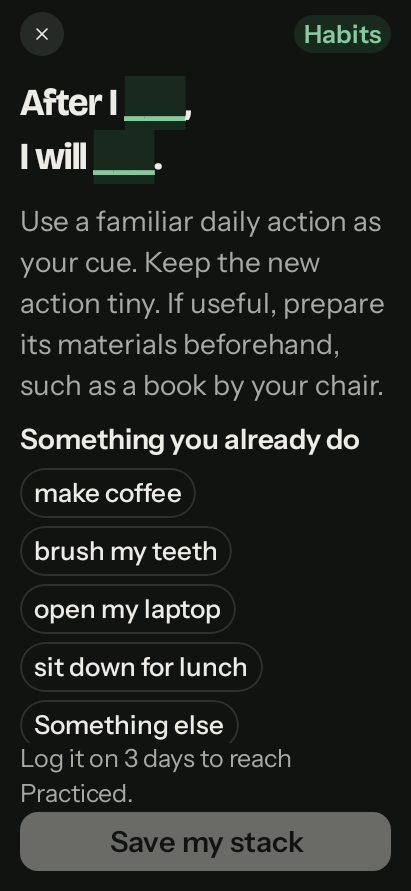 Habits
After I ___,
I will ___.
Use a familiar daily action as
your cue. Keep the new
action tiny. If useful, prepare
its materials beforehand,
such as a book by your chair.
Something you already do
make coffee
brush my teeth
open my laptop
sit down for lunch
Something else
Log it on 3 days to reach
Practiced.
Save my stack